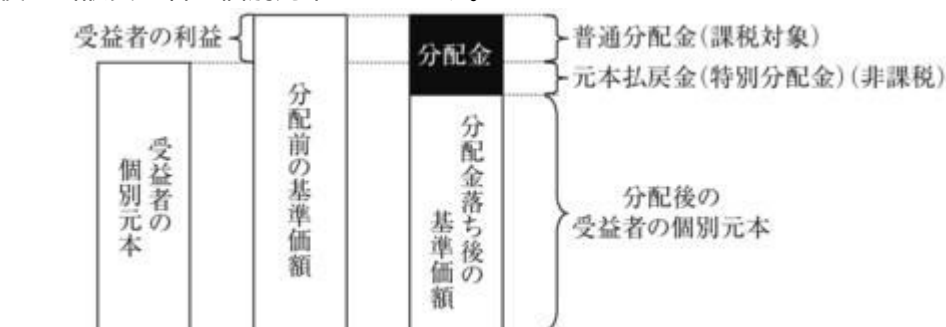 受益者の利益
分配金
普通分配金(課税対象)
元本払戻金(特別分配金)(非課税)
受益者の
個別元本
分配前の基準価額
分配金落ち後の
基準価額
分配後の
受益者の個別元本